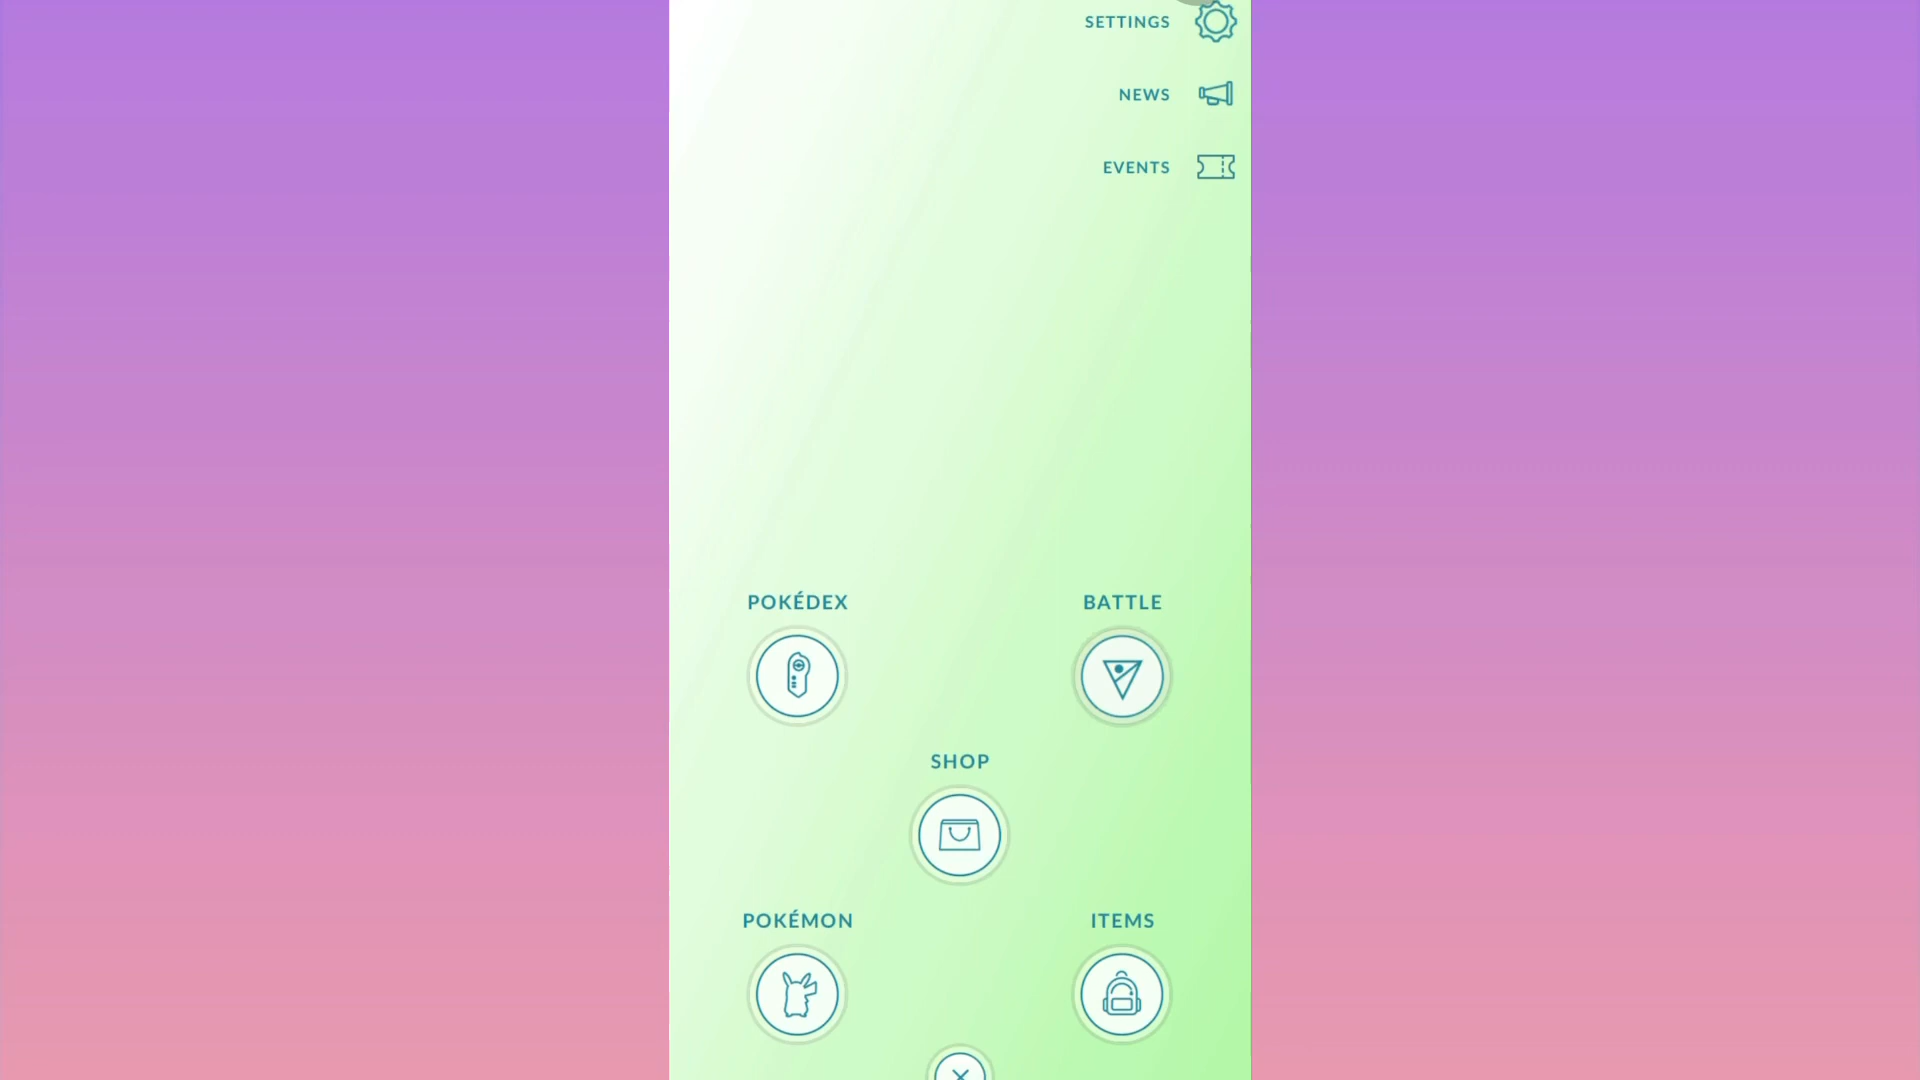 SETTINGS
NEWS
EVENTS
POKÉDEX
BATTLE
SHOP
POKÉMON
ITEMS